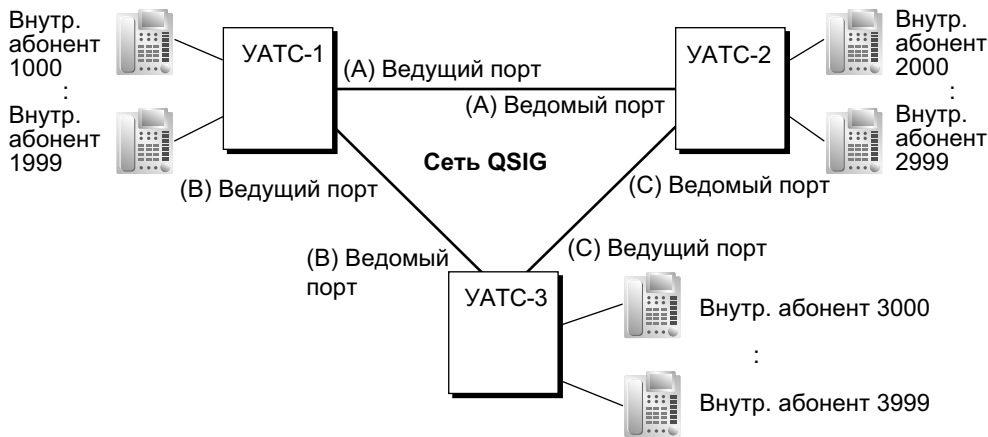 Внутр.
абонент
1000
:
Внутр.
абонент
1999
УАТС-1
(А) Ведущий порт
(А) Ведомый порт
УАТС-2
Внутр.
абонент
2000
:
Внутр.
абонент
2999
Сеть QSIG
(В) Ведущий порт
(С) Ведомый порт
(В) Ведомый
порт
(С) Ведущий порт
УАТС-3
Внутр. абонент 3000
:
Внутр. абонент 3999